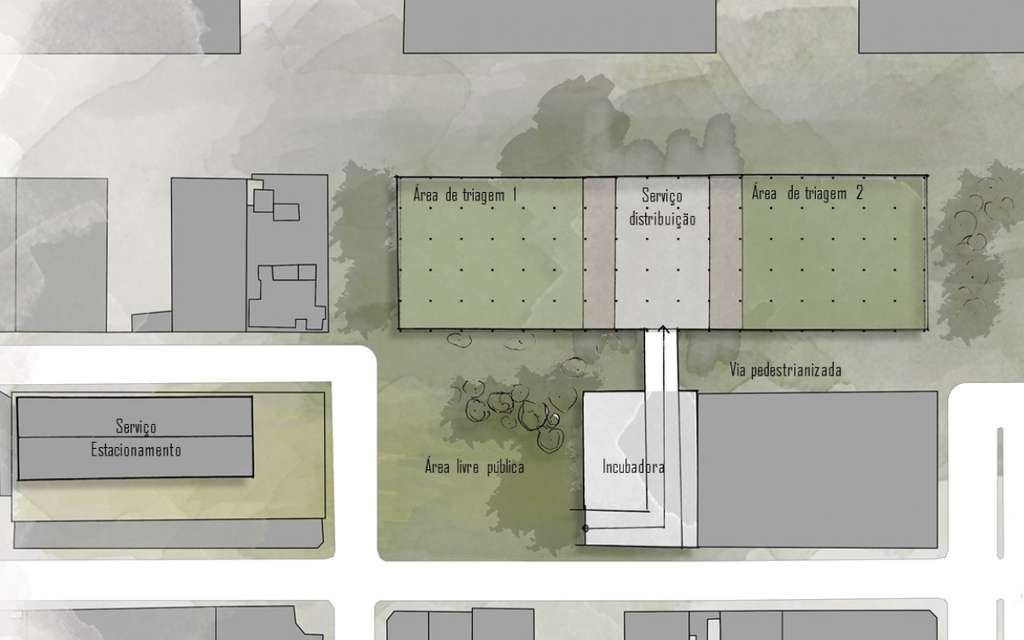 Área de triagem 1
Serviço
distribuição
Área de triagem 2
Via pedestrianizada
Serviço
Estacionamento
Área livre pública
Incubadora